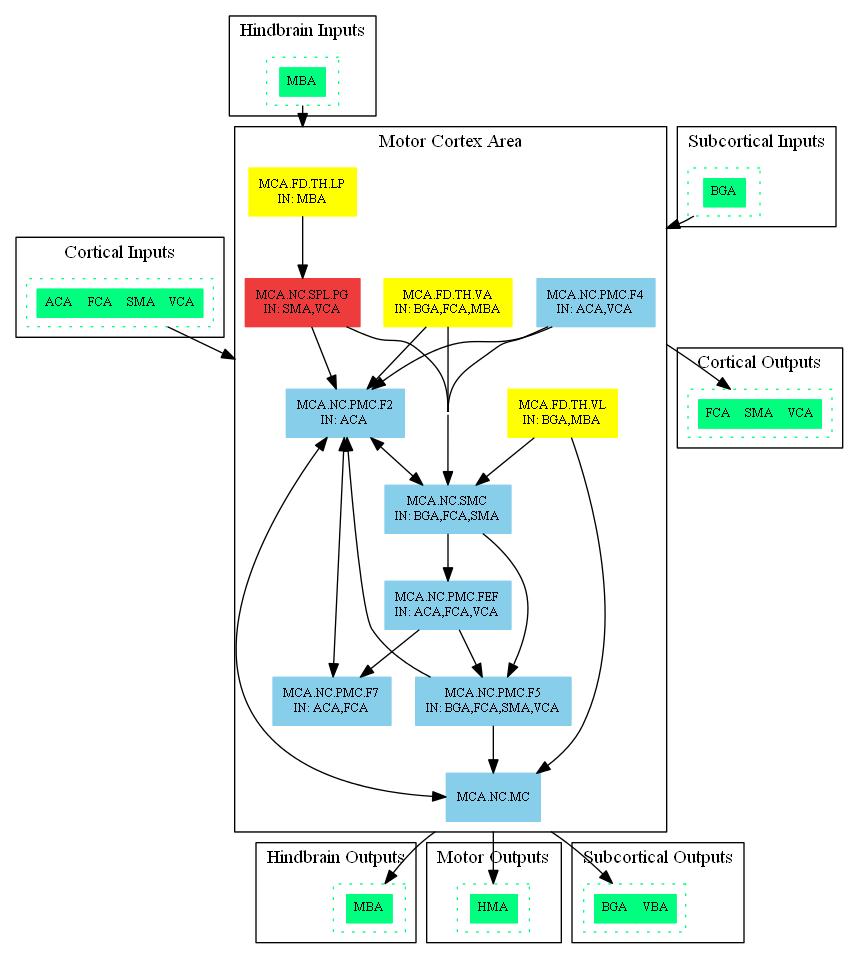 Hindbrain Inputs
MBA
Motor Cortex Area
Subcortical Inputs
MCA.FD.TH.LP
IN: MBA
BGA
Cortical Inputs
ACA FCA SMA VCA
MCA.NC.SPL.PG
IN: SMA,VCA
MCA.FD.TH.VA
IN: BGA,FCA,MBA
MCA.NC.PMC.F4
IN: ACA,VCA
Cortical Outputs
FCA SMA VCA
MCA.NC.PMC.F2
IN: ACA
MCA.FD.TH.VL
IN: BGA,MBA
MCA.NC.SMC
IN: BGA,FCA,SMA
MCA.NC.PMC.FEF
IN: ACA,FCA,VCA
MCA.NC.PMC.F7
IN: ACA,FCA
MCA.NC.PMC.F5
IN: BGA,FCA,SMA,VCA
MCA.NC.MC
Hindbrain Outputs
MBA
Motor Outputs
HMA
Subcortical Outputs
BGA VBA